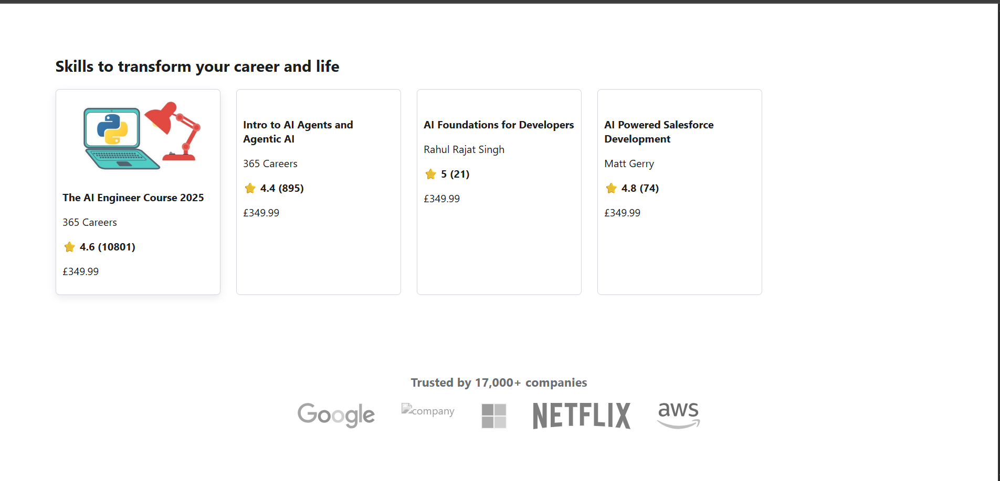 Skills to transform your career and life
The AI Engineer Course 2025
365 Careers
4.6 (10801)
£349.99
Intro to AI Agents and
Agentic AI
365 Careers
4.4 (895)
£349.99
AI Foundations for Developers
Rahul Rajat Singh
5 (21)
£349.99
AI Powered Salesforce
Development
Matt Gerry
4.8 (74)
£349.99
Trusted by 17,000+ companies
Google
company
NETFLIX
aws